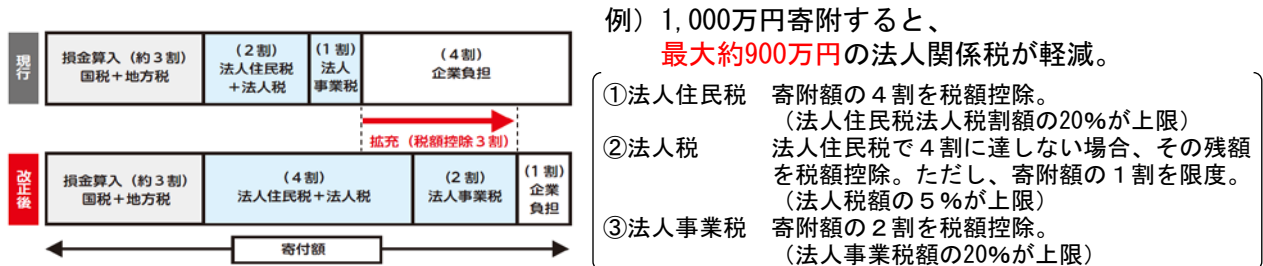 現行
損金算入（約３割）
国税＋地方税
（２割）
法人住民税
＋法人税
（１割）
法人
事業税
（４割）
企業負担
拡充（税額控除３割）
改正後
損金算入（約３割）
国税＋地方税
（４割）
法人住民税＋法人税
（２割）
法人事業税
（１割）
企業
負担
寄付額
例）1,000万円寄附すると、
最大約900万円の法人関係税が軽減。
①法人住民税　寄附額の４割を税額控除。
（法人住民税法人税割額の20%が上限）
②法人税　法人住民税で４割に達しない場合、その残額
を税額控除。ただし、寄附額の１割を限度。
（法人税額の５%が上限）
③法人事業税　寄附額の２割を税額控除。
（法人事業税額の20%が上限）